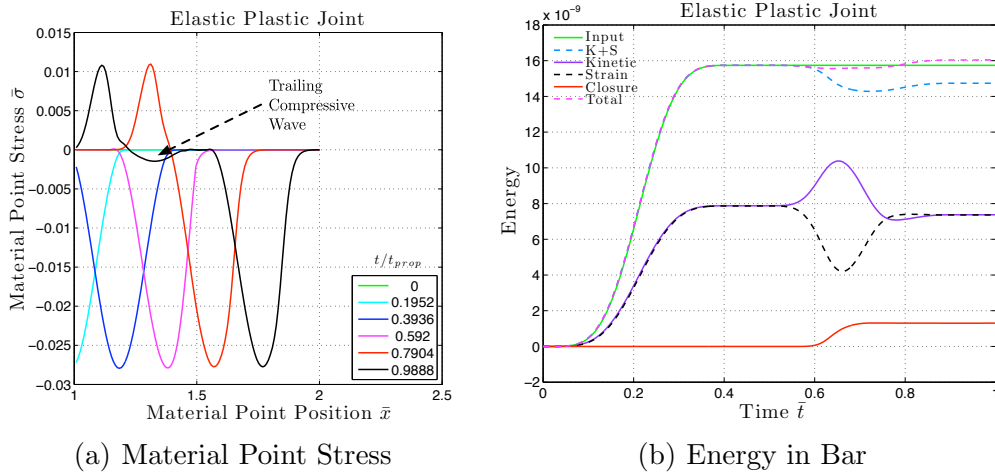 Elastic Plastic Joint
0.015
0.01
0.005
0
−0.005
−0.01
−0.015
−0.02
−0.025
−0.03
Material Point Stress σ̄
Trailing
Compressive
Wave
t/t_prop
0
0.1952
0.3936
0.592
0.7904
0.9888
1
1.5
2
2.5
Material Point Position x̄
(a) Material Point Stress
Elastic Plastic Joint
x 10⁻⁹
18
16
14
12
10
8
6
4
2
0
−2
Energy
Input
K+S
Kinetic
Strain
Closure
Total
0
0.2
0.4
0.6
0.8
1
Time t̄
(b) Energy in Bar